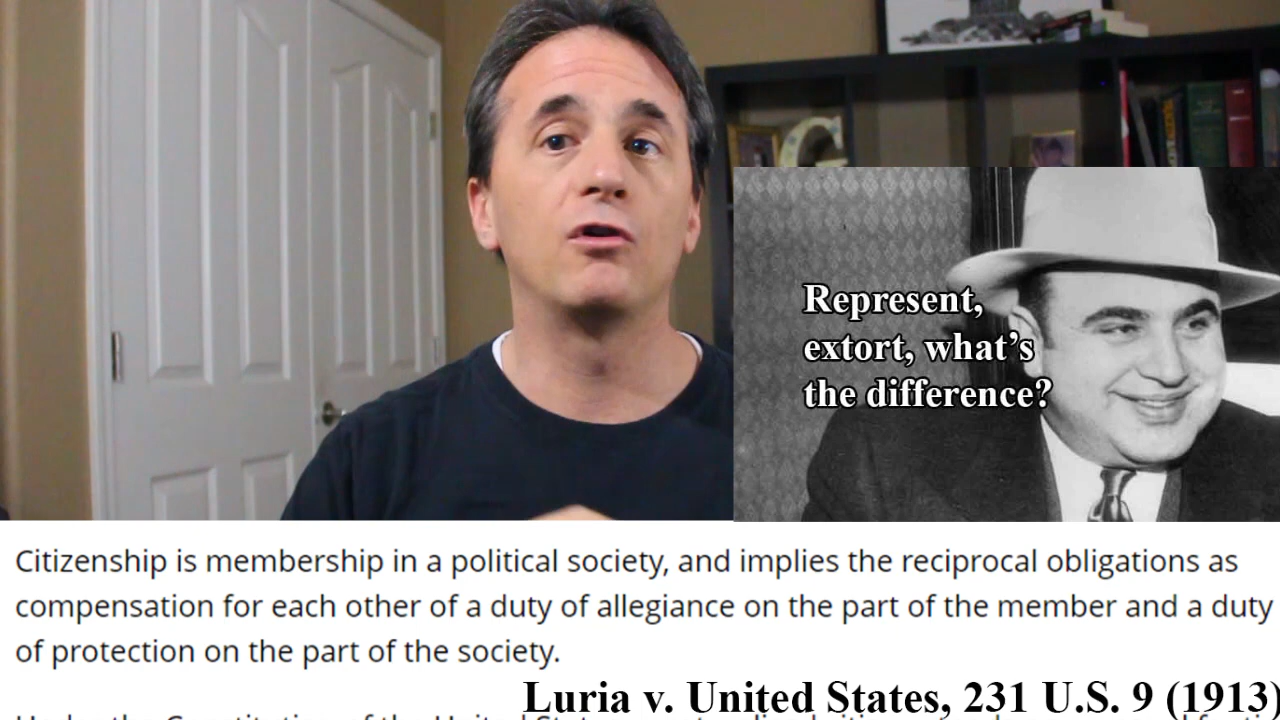 Represent,
extort, what's
the difference?
Citizenship is membership in a political society, and implies the reciprocal obligations as
compensation for each other of a duty of allegiance on the part of the member and a duty
of protection on the part of the society.
Luria v. United States, 231 U.S. 9 (1913)